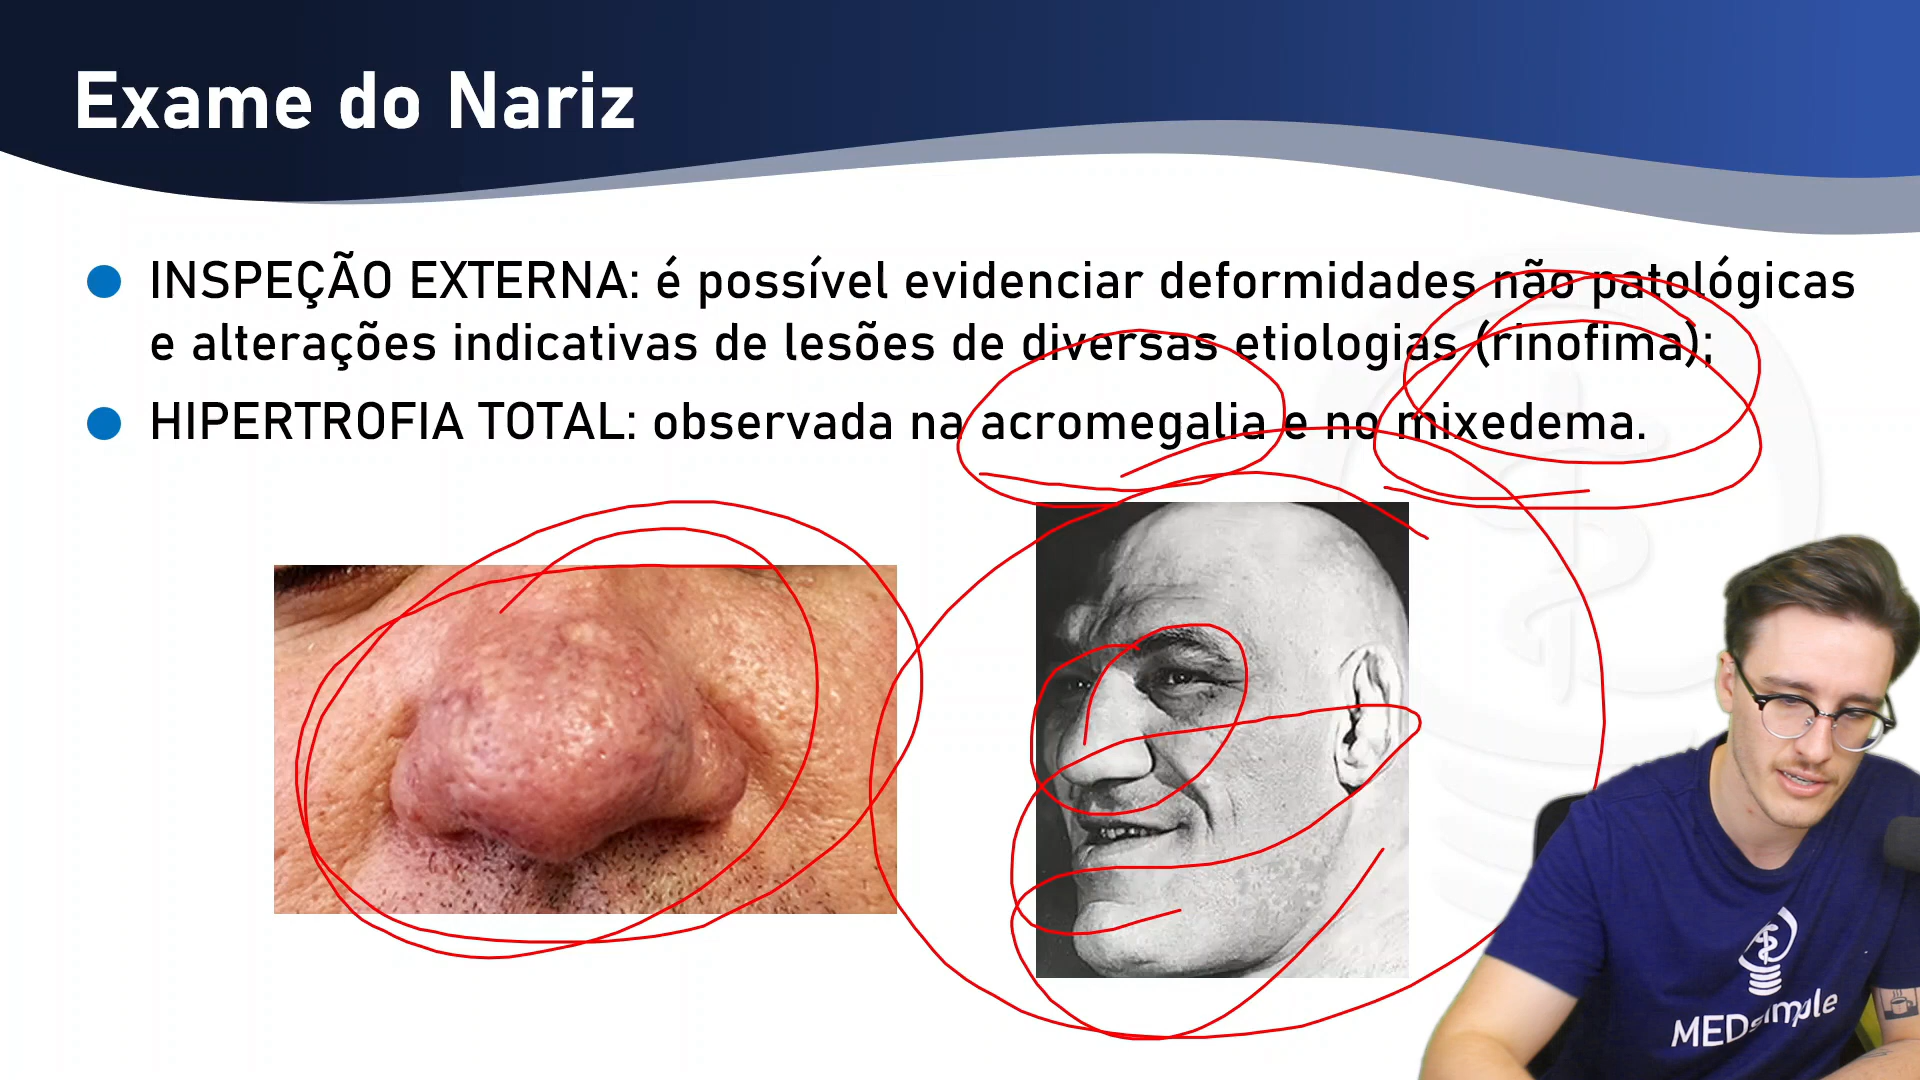 Exame do Nariz
INSPEÇÃO EXTERNA: é possível evidenciar deformidades não patológicas
e alterações indicativas de lesões de diversas etiologias (rinofima);
HIPERTROFIA TOTAL: observada na acromegalia e no mixedema.
MEDsimple